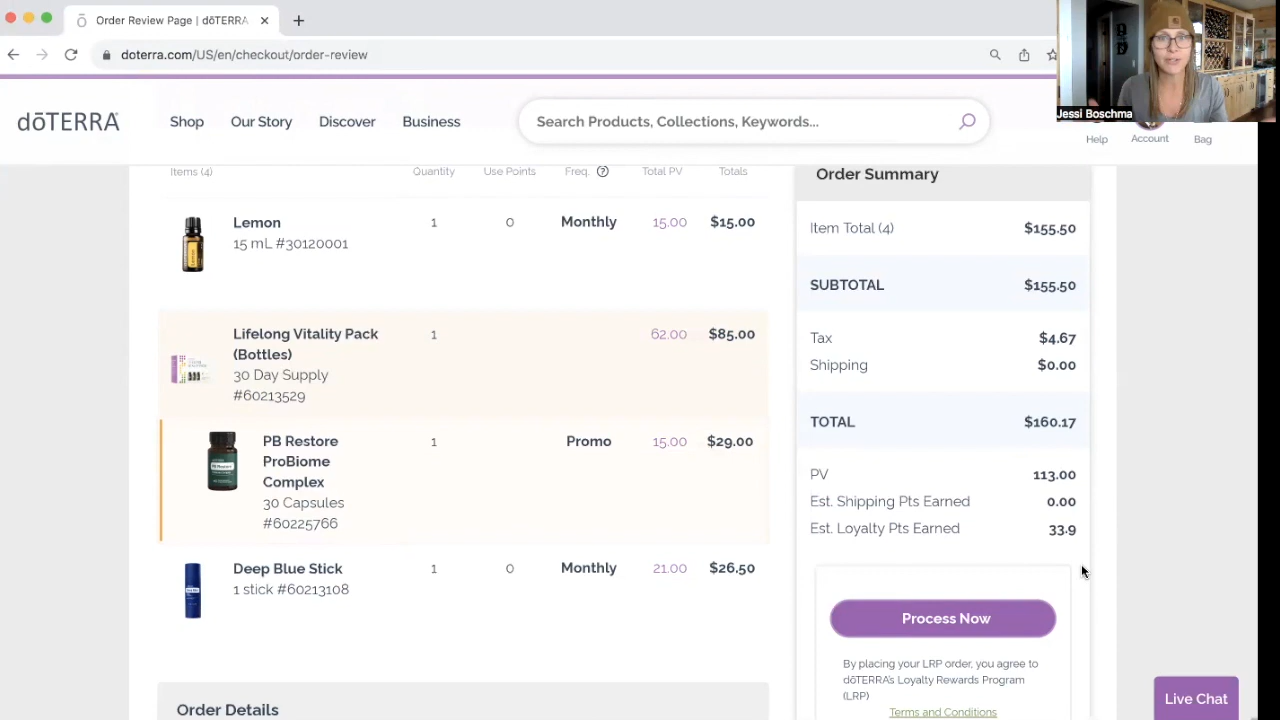 Order Review Page | dōTERRA
doterra.com/US/en/checkout/order-review
Jessi Boschma
dōTERRA
Shop
Our Story
Discover
Business
Search Products, Collections, Keywords...
Help
Account
Bag
Items (4)
Quantity
Use Points
Freq.
Total PV
Totals
Lemon
15 mL #30120001
1
0
Monthly
15.00
$15.00
Lifelong Vitality Pack
(Bottles)
30 Day Supply
#60213529
1
62.00
$85.00
PB Restore
ProBiome
Complex
30 Capsules
#60225766
1
Promo
15.00
$29.00
Deep Blue Stick
1 stick #60213108
1
0
Monthly
21.00
$26.50
Order Details
Order Summary
Item Total (4) $155.50
SUBTOTAL $155.50
Tax $4.67
Shipping $0.00
TOTAL $160.17
PV 113.00
Est. Shipping Pts Earned 0.00
Est. Loyalty Pts Earned 33.9
Process Now
By placing your LRP order, you agree to
dōTERRA's Loyalty Rewards Program
(LRP)
Terms and Conditions
Live Chat